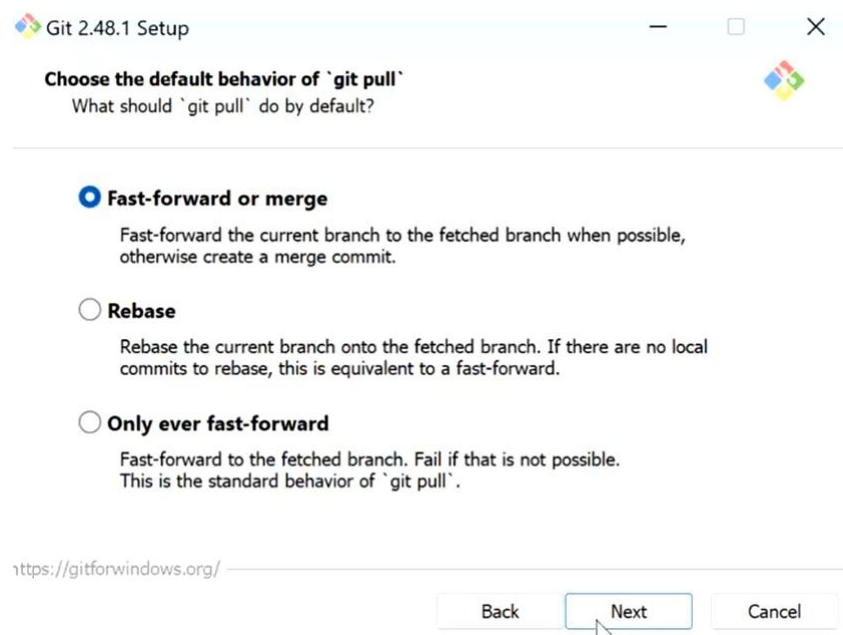 Git 2.48.1 Setup
Choose the default behavior of `git pull`
What should `git pull` do by default?
Fast-forward or merge
Fast-forward the current branch to the fetched branch when possible,
otherwise create a merge commit.
Rebase
Rebase the current branch onto the fetched branch. If there are no local
commits to rebase, this is equivalent to a fast-forward.
Only ever fast-forward
Fast-forward to the fetched branch. Fail if that is not possible.
This is the standard behavior of `git pull`.
https://gitforwindows.org/
Back Next Cancel